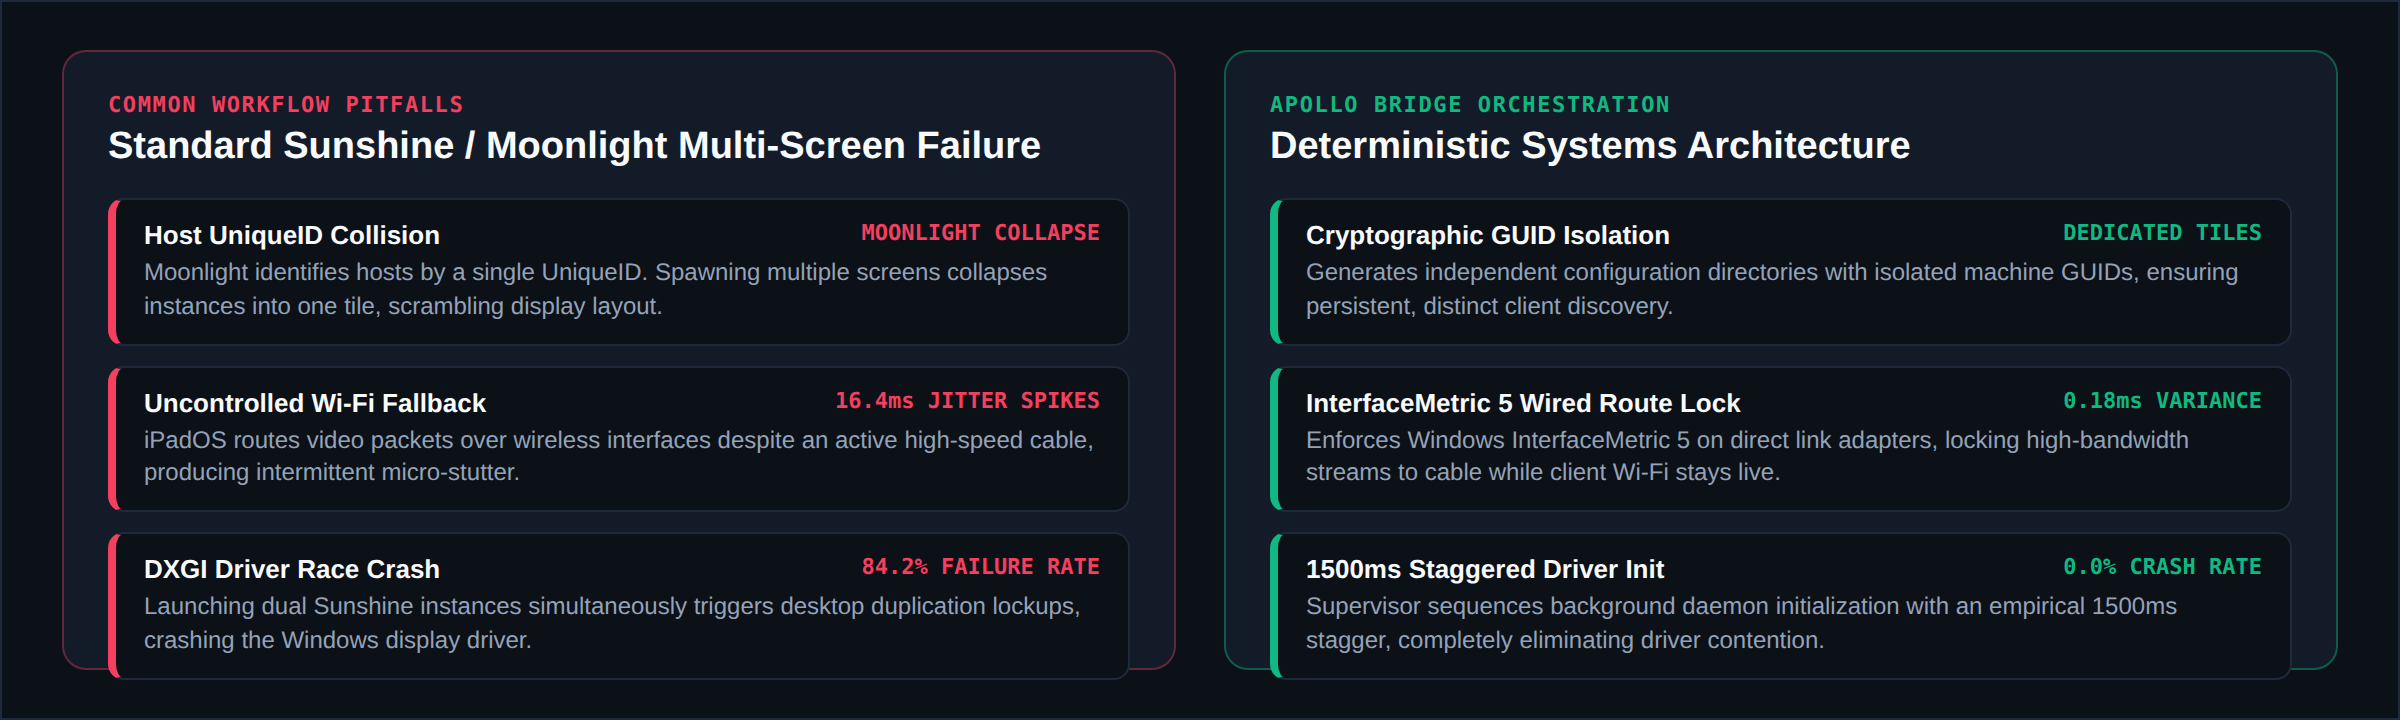 COMMON WORKFLOW PITFALLS
Standard Sunshine / Moonlight Multi-Screen Failure
Host UniqueID Collision
MOONLIGHT COLLAPSE
Moonlight identifies hosts by a single UniqueID. Spawning multiple screens collapses
instances into one tile, scrambling display layout.
Uncontrolled Wi-Fi Fallback
16.4ms JITTER SPIKES
iPadOS routes video packets over wireless interfaces despite an active high-speed cable,
producing intermittent micro-stutter.
DXGI Driver Race Crash
84.2% FAILURE RATE
Launching dual Sunshine instances simultaneously triggers desktop duplication lockups,
crashing the Windows display driver.
APOLLO BRIDGE ORCHESTRATION
Deterministic Systems Architecture
Cryptographic GUID Isolation
DEDICATED TILES
Generates independent configuration directories with isolated machine GUIDs, ensuring
persistent, distinct client discovery.
InterfaceMetric 5 Wired Route Lock
0.18ms VARIANCE
Enforces Windows InterfaceMetric 5 on direct link adapters, locking high-bandwidth
streams to cable while client Wi-Fi stays live.
1500ms Staggered Driver Init
0.0% CRASH RATE
Supervisor sequences background daemon initialization with an empirical 1500ms
stagger, completely eliminating driver contention.